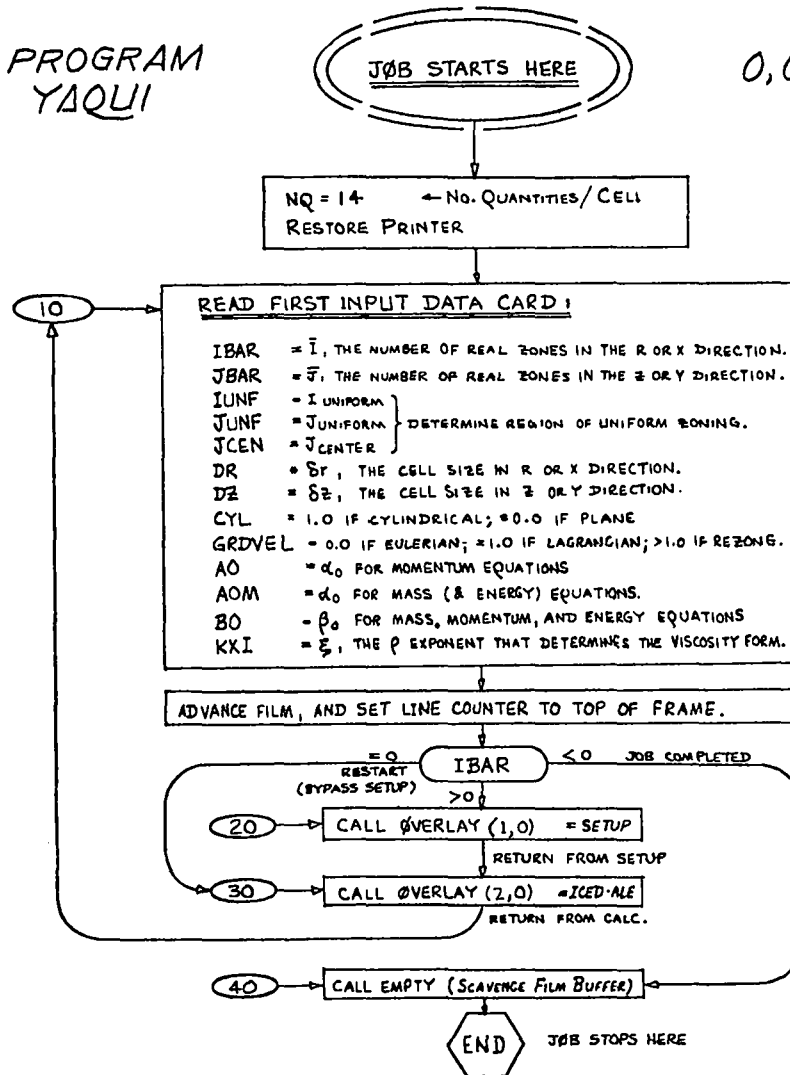 PROGRAM
YAQUI
JØB STARTS HERE
0,0
NQ = 14 ← No. QUANTITIES / CELL
RESTORE PRINTER
10
READ FIRST INPUT DATA CARD:
IBAR = Ī, THE NUMBER OF REAL ZONES IN THE R OR X DIRECTION.
JBAR = J̄, THE NUMBER OF REAL ZONES IN THE Z OR Y DIRECTION.
IUNF = I UNIFORM
JUNF = J UNIFORM } DETERMINE REGION OF UNIFORM ZONING.
JCEN = J CENTER
DR = δr, THE CELL SIZE IN R OR X DIRECTION.
DZ = δz, THE CELL SIZE IN Z OR Y DIRECTION.
CYL = 1.0 IF CYLINDRICAL; =0.0 IF PLANE
GRDVEL = 0.0 IF EULERIAN; =1.0 IF LAGRANGIAN; >1.0 IF REZONE.
AO = α₀ FOR MOMENTUM EQUATIONS
AOM = α₀ FOR MASS (& ENERGY) EQUATIONS.
BO = β₀ FOR MASS, MOMENTUM, AND ENERGY EQUATIONS
KXI = ξ, THE ρ EXPONENT THAT DETERMINES THE VISCOSITY FORM.
ADVANCE FILM, AND SET LINE COUNTER TO TOP OF FRAME.
= 0
RESTART
(BYPASS SETUP)
IBAR
<0 JOB COMPLETED
>0
20
CALL ØVERLAY (1,0) = SETUP
RETURN FROM SETUP
30
CALL ØVERLAY (2,0) = ICED-ALE
RETURN FROM CALC.
40
CALL EMPTY (SCAVENGE FILM BUFFER)
END
JØB STOPS HERE